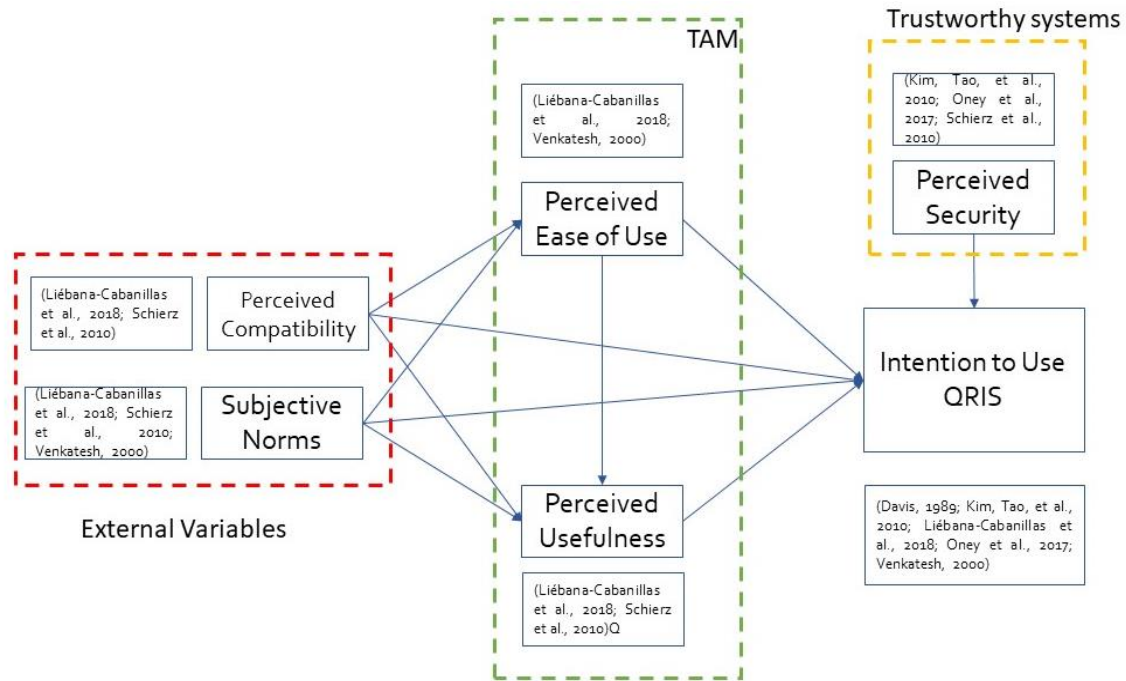 Trustworthy systems
TAM
(Kim, Tao, et al.,
2010; Oney et al.,
2017; Schierz et al.,
2010)
(Liébana-Cabanillas
et al., 2018;
Venkatesh, 2000)
Perceived
Security
Perceived
Ease of Use
(Liébana-Cabanillas
et al., 2018; Schierz
et al., 2010)
Perceived
Compatibility
Intention to Use
QRIS
(Liébana-Cabanillas
et al., 2018; Schierz
et al., 2010;
Venkatesh, 2000)
Subjective
Norms
External Variables
Perceived
Usefulness
(Davis, 1989; Kim, Tao, et al.,
2010; Liébana-Cabanillas et
al., 2018; Oney et al., 2017;
Venkatesh, 2000)
(Liébana-Cabanillas
et al., 2018; Schierz
et al., 2010)Q